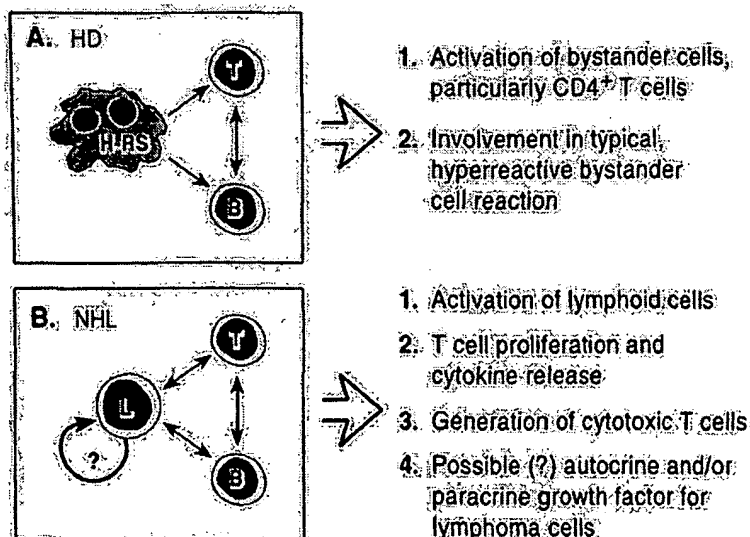 A. HD
T
H-RS
B
1. Activation of bystander cells,
particularly CD4+ T cells
2. Involvement in typical,
hyperreactive bystander
cell reaction
B. NHL
T
L
?
B
1. Activation of lymphoid cells
2. T cell proliferation and
cytokine release
3. Generation of cytotoxic T cells
4. Possible (?) autocrine and/or
paracrine growth factor for
lymphoma cells